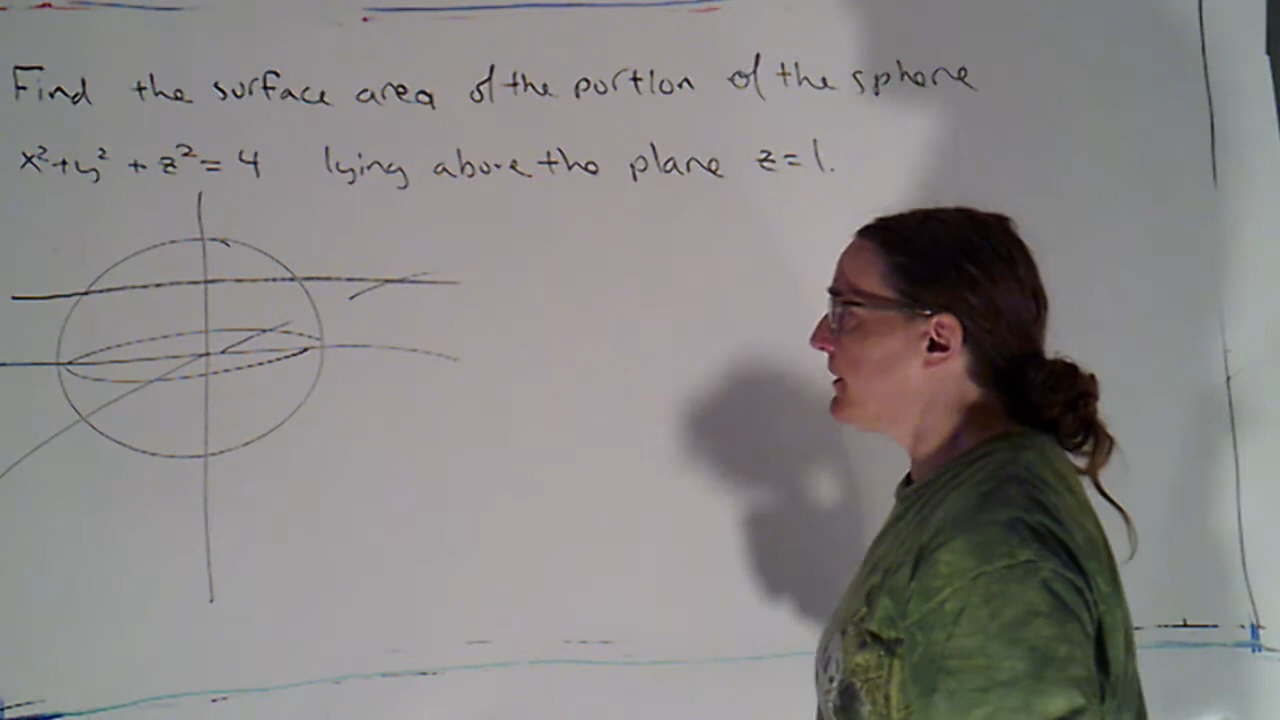 Find the surface area of the portion of the sphere
x²+y²+z²=4 lying above the plane z=1.